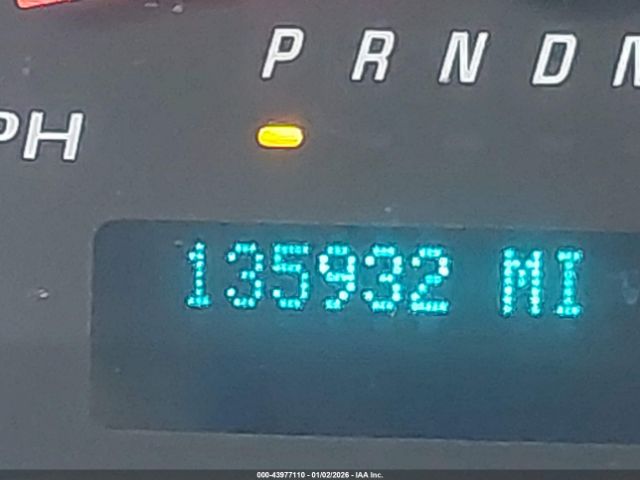 P R N D
PH
135932 MI
000-43977110 - 01/02/2026 - IAA Inc.